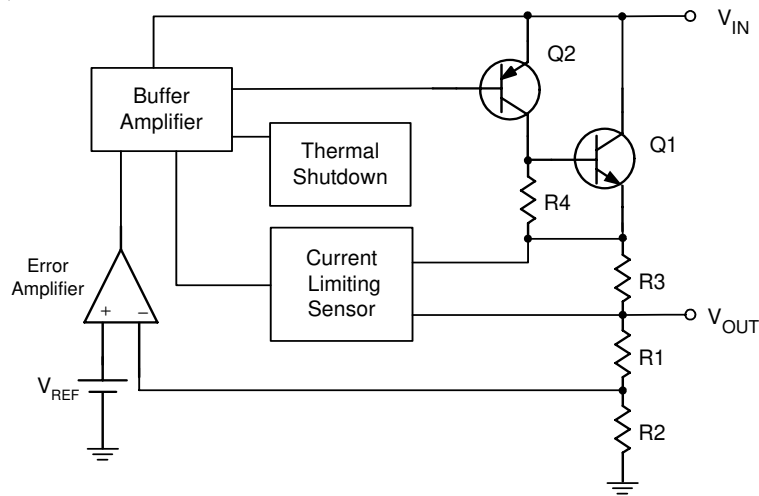 V_IN
Q2
Buffer
Amplifier
Q1
Thermal
Shutdown
R4
Error
Amplifier
Current
Limiting
Sensor
R3
+ −
V_OUT
R1
V_REF
R2